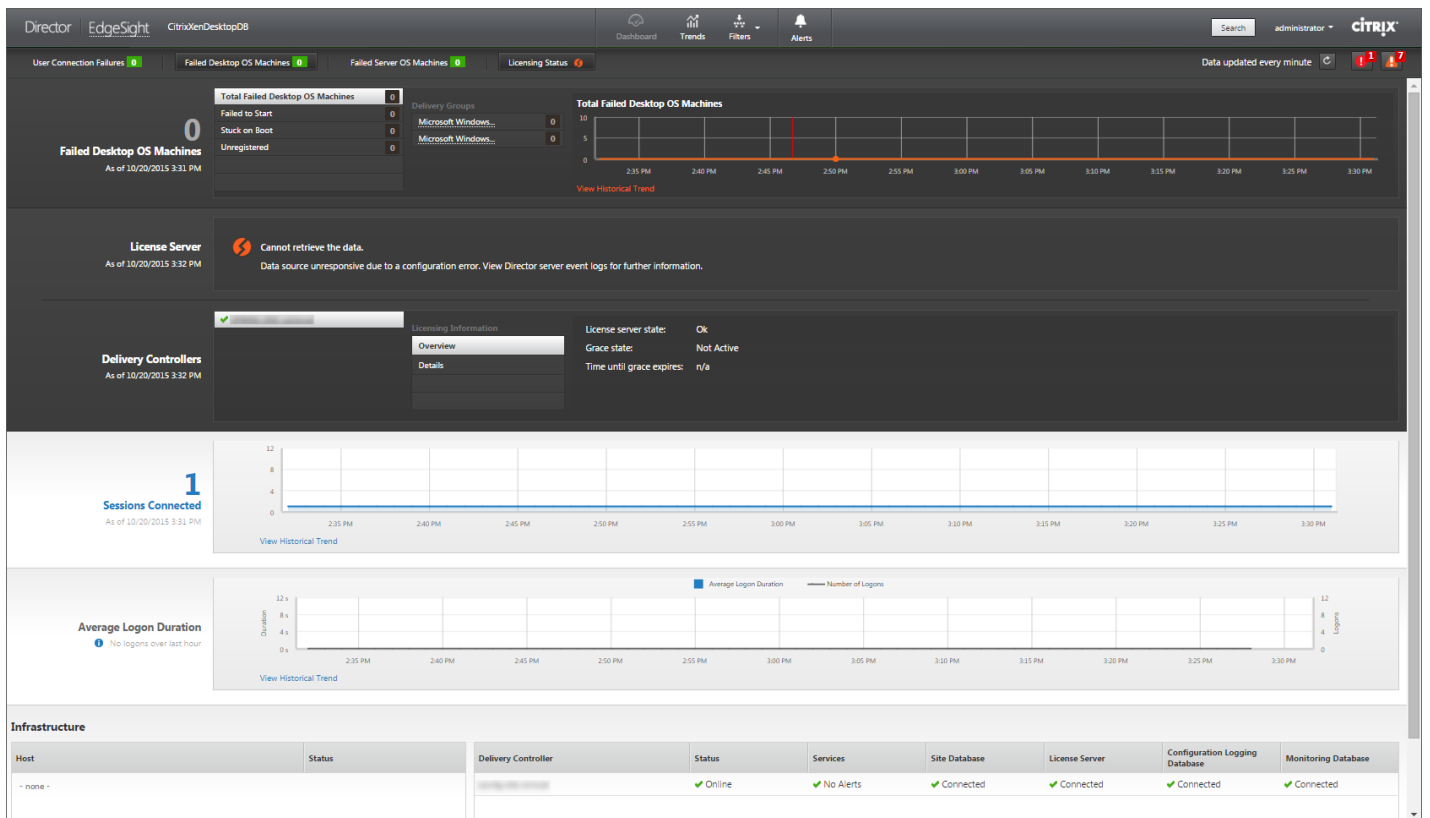 Director EdgeSight CitrixXenDesktopDB Dashboard Trends Filters Alerts Search administrator CITRIX
User Connection Failures 0 Failed Desktop OS Machines 0 Failed Server OS Machines 0 Licensing Status Data updated every minute 1 7
0
Failed Desktop OS Machines
As of 10/20/2015 3:31 PM
Total Failed Desktop OS Machines 0
Failed to Start 0
Stuck on Boot 0
Unregistered 0
Delivery Groups
Microsoft Windows... 0
Microsoft Windows... 0
Total Failed Desktop OS Machines
10
5
0
2:35 PM 2:40 PM 2:45 PM 2:50 PM 2:55 PM 3:00 PM 3:05 PM 3:10 PM 3:15 PM 3:20 PM 3:25 PM 3:30 PM
View Historical Trend
License Server
As of 10/20/2015 3:32 PM
Cannot retrieve the data.
Data source unresponsive due to a configuration error. View Director server event logs for further information.
Delivery Controllers
As of 10/20/2015 3:32 PM
Licensing Information
Overview
Details
License server state: Ok
Grace state: Not Active
Time until grace expires: n/a
1
Sessions Connected
As of 10/20/2015 3:31 PM
12
8
4
0
2:35 PM 2:40 PM 2:45 PM 2:50 PM 2:55 PM 3:00 PM 3:05 PM 3:10 PM 3:15 PM 3:20 PM 3:25 PM 3:30 PM
View Historical Trend
Average Logon Duration
No logons over last hour
Average Logon Duration Number of Logons
Duration
12 s
8 s
4 s
0 s
12
8
4
0
Logons
2:35 PM 2:40 PM 2:45 PM 2:50 PM 2:55 PM 3:00 PM 3:05 PM 3:10 PM 3:15 PM 3:20 PM 3:25 PM 3:30 PM
View Historical Trend
Infrastructure
Host Status
- none -
Delivery Controller Status Services Site Database License Server Configuration Logging Database Monitoring Database
Online No Alerts Connected Connected Connected Connected